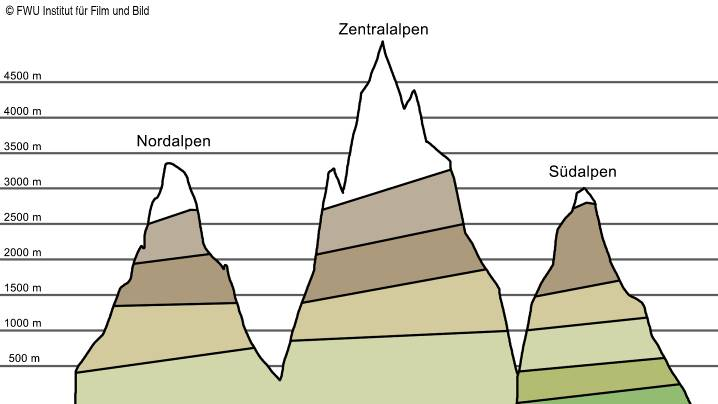 © FWU Institut für Film und Bild
Zentralalpen
4500 m
4000 m
Nordalpen
3500 m
Südalpen
3000 m
2500 m
2000 m
1500 m
1000 m
500 m